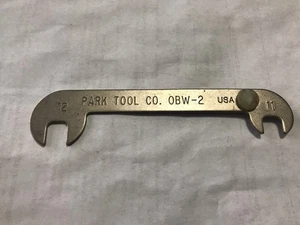 12 PARK TOOL CO. OBW-2 USA 11